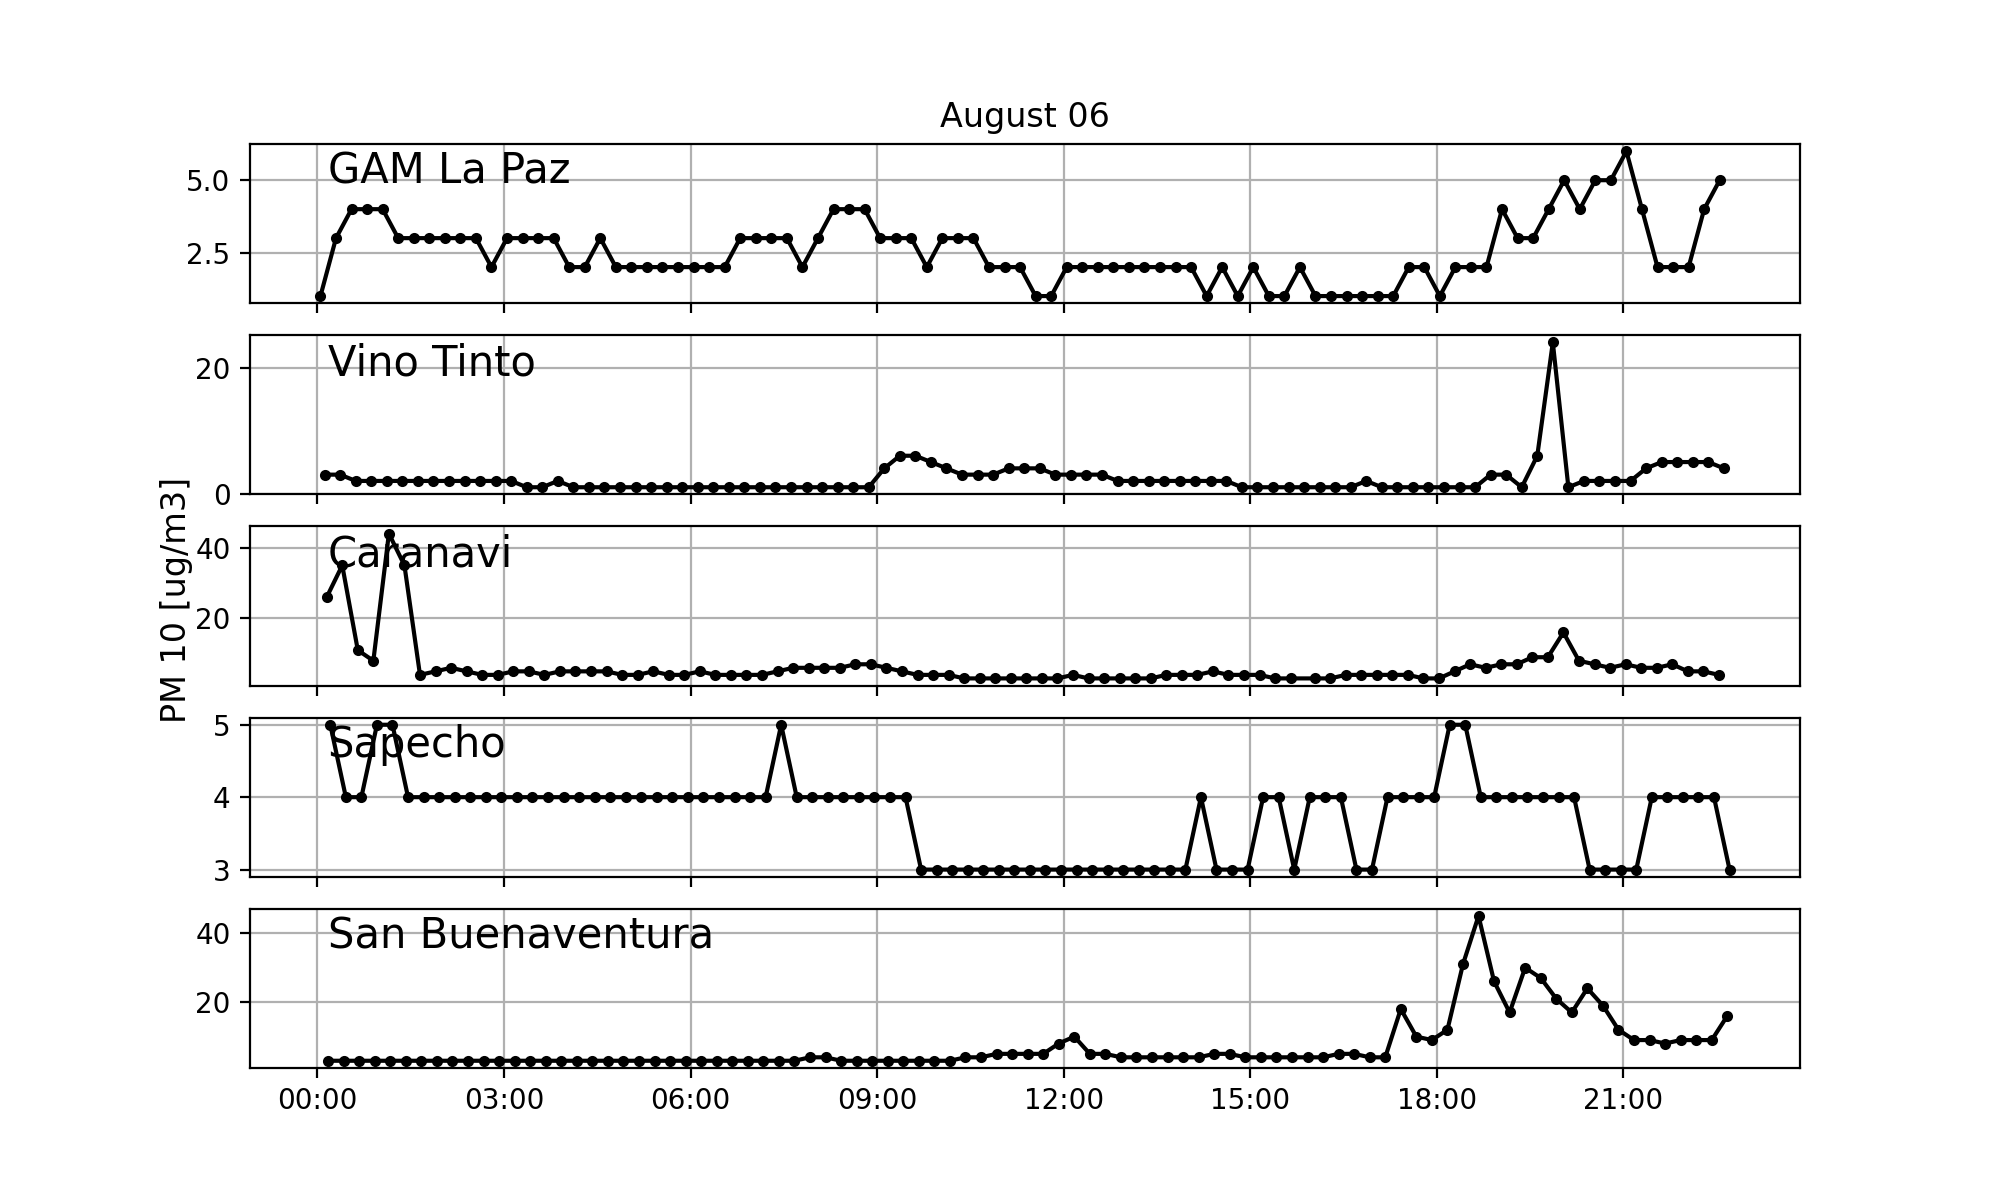 August 06
GAM La Paz
5.0
2.5
Vino Tinto
20
0
PM 10 [ug/m3]
Caranavi
40
20
Sapecho
5
4
3
San Buenaventura
40
20
00:00 03:00 06:00 09:00 12:00 15:00 18:00 21:00